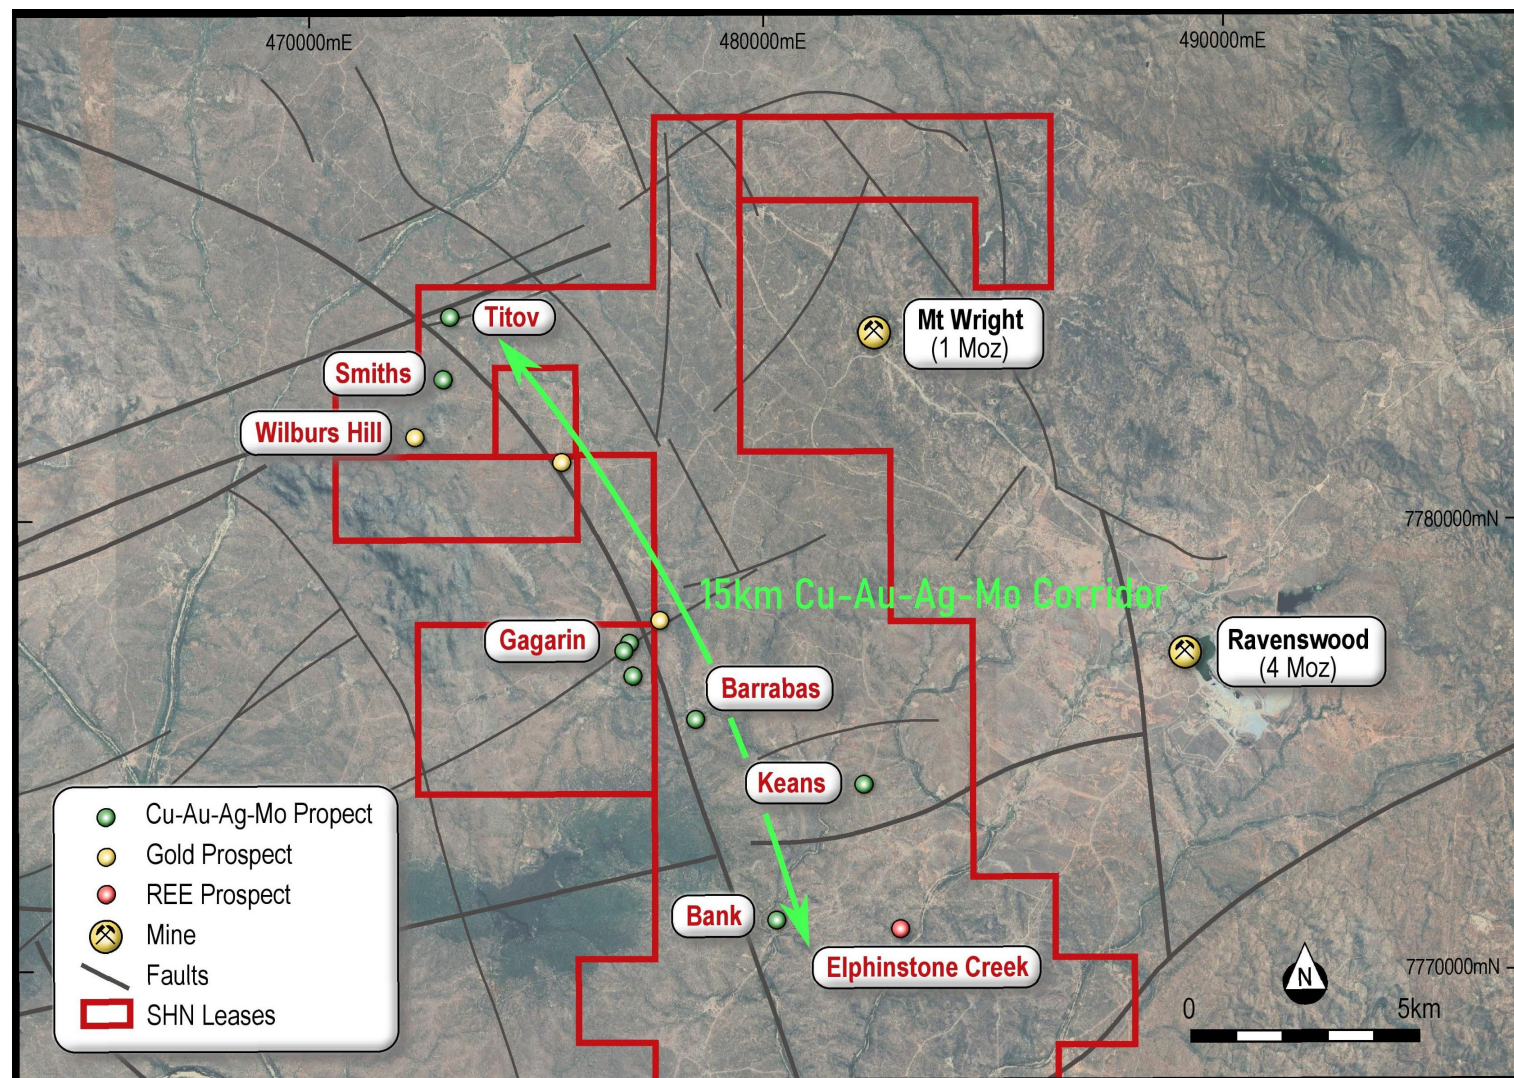 470000mE
480000mE
490000mE
Titov
Mt Wright
(1 Moz)
Smiths
Wilburs Hill
7780000mN
15km Cu-Au-Ag-Mo Corridor
Gagarin
Ravenswood
(4 Moz)
Barrabas
Keans
Bank
Elphinstone Creek
7770000mN
Cu-Au-Ag-Mo Propect
Gold Prospect
REE Prospect
Mine
Faults
SHN Leases
N
0
5km